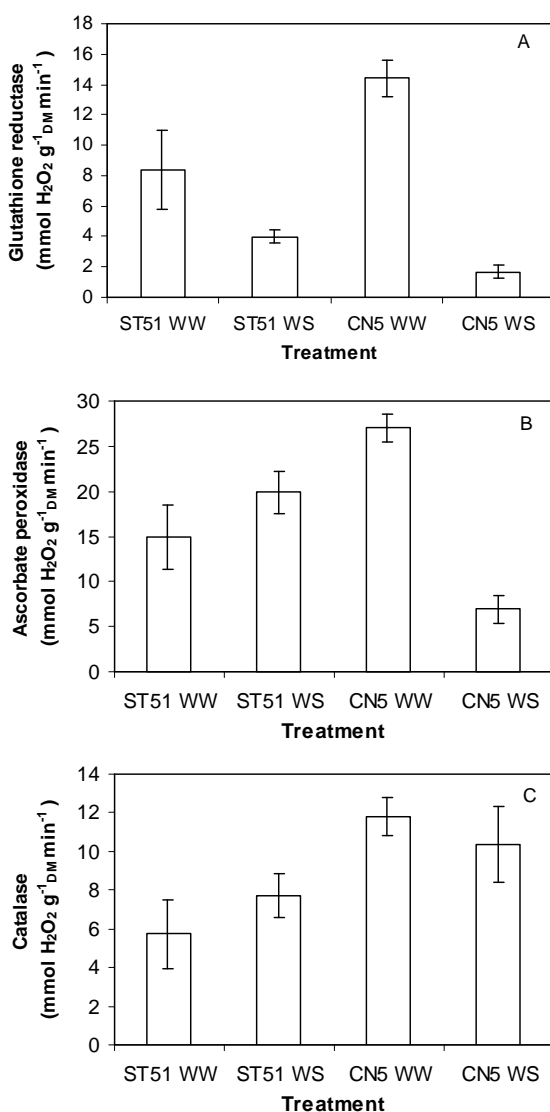 A
Glutathione reductase
(mmol H₂O₂ g⁻¹DM min⁻¹ )
18
16
14
12
10
8
6
4
2
0
ST51 WW ST51 WS CN5 WW CN5 WS
Treatment
B
Ascorbate peroxidase
(mmol H₂O₂ g⁻¹DM min⁻¹ )
30
25
20
15
10
5
0
ST51 WW ST51 WS CN5 WW CN5 WS
Treatment
C
Catalase
(mmol H₂O₂ g⁻¹DM min⁻¹ )
14
12
10
8
6
4
2
0
ST51 WW ST51 WS CN5 WW CN5 WS
Treatment